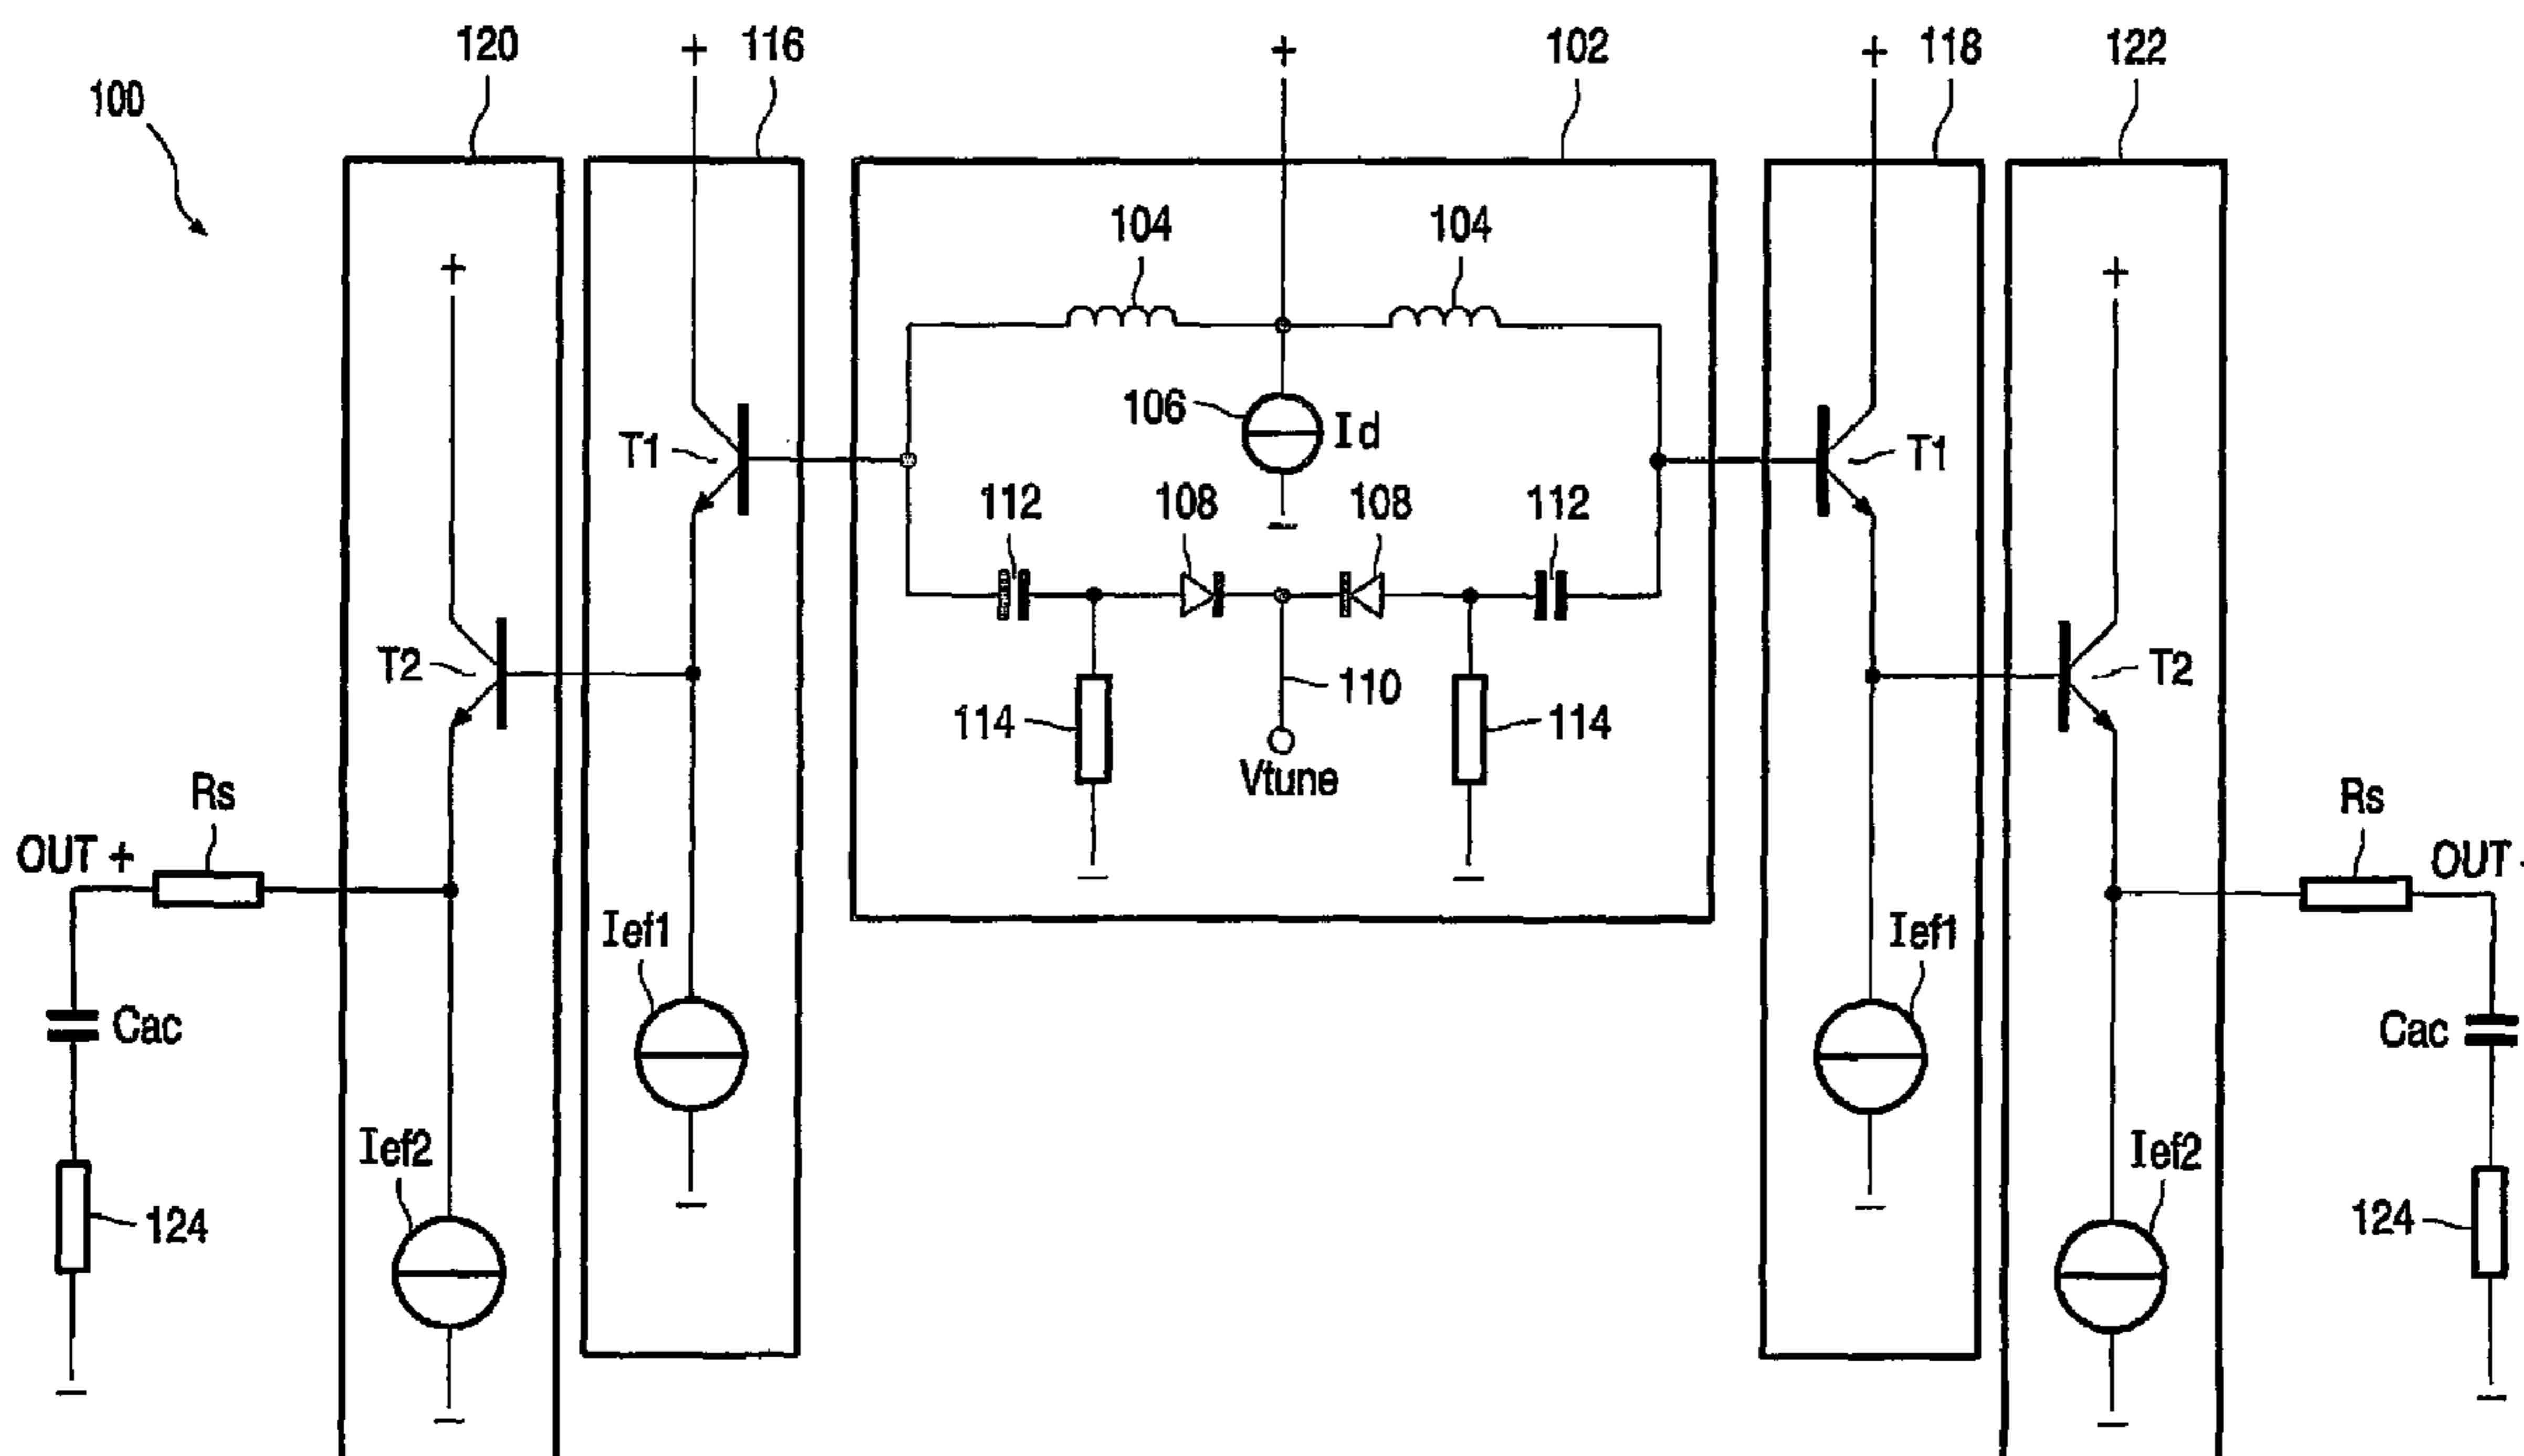 120 116 + + 102 + 118 122
100
+ 104 104 +
106 Id
T1 T1
112 108 108 112
T2 T2
114 110 114
Vtune
Rs Rs
OUT + OUT -
Ief1 Ief1
Cac Cac
Ief2 Ief2
124 124